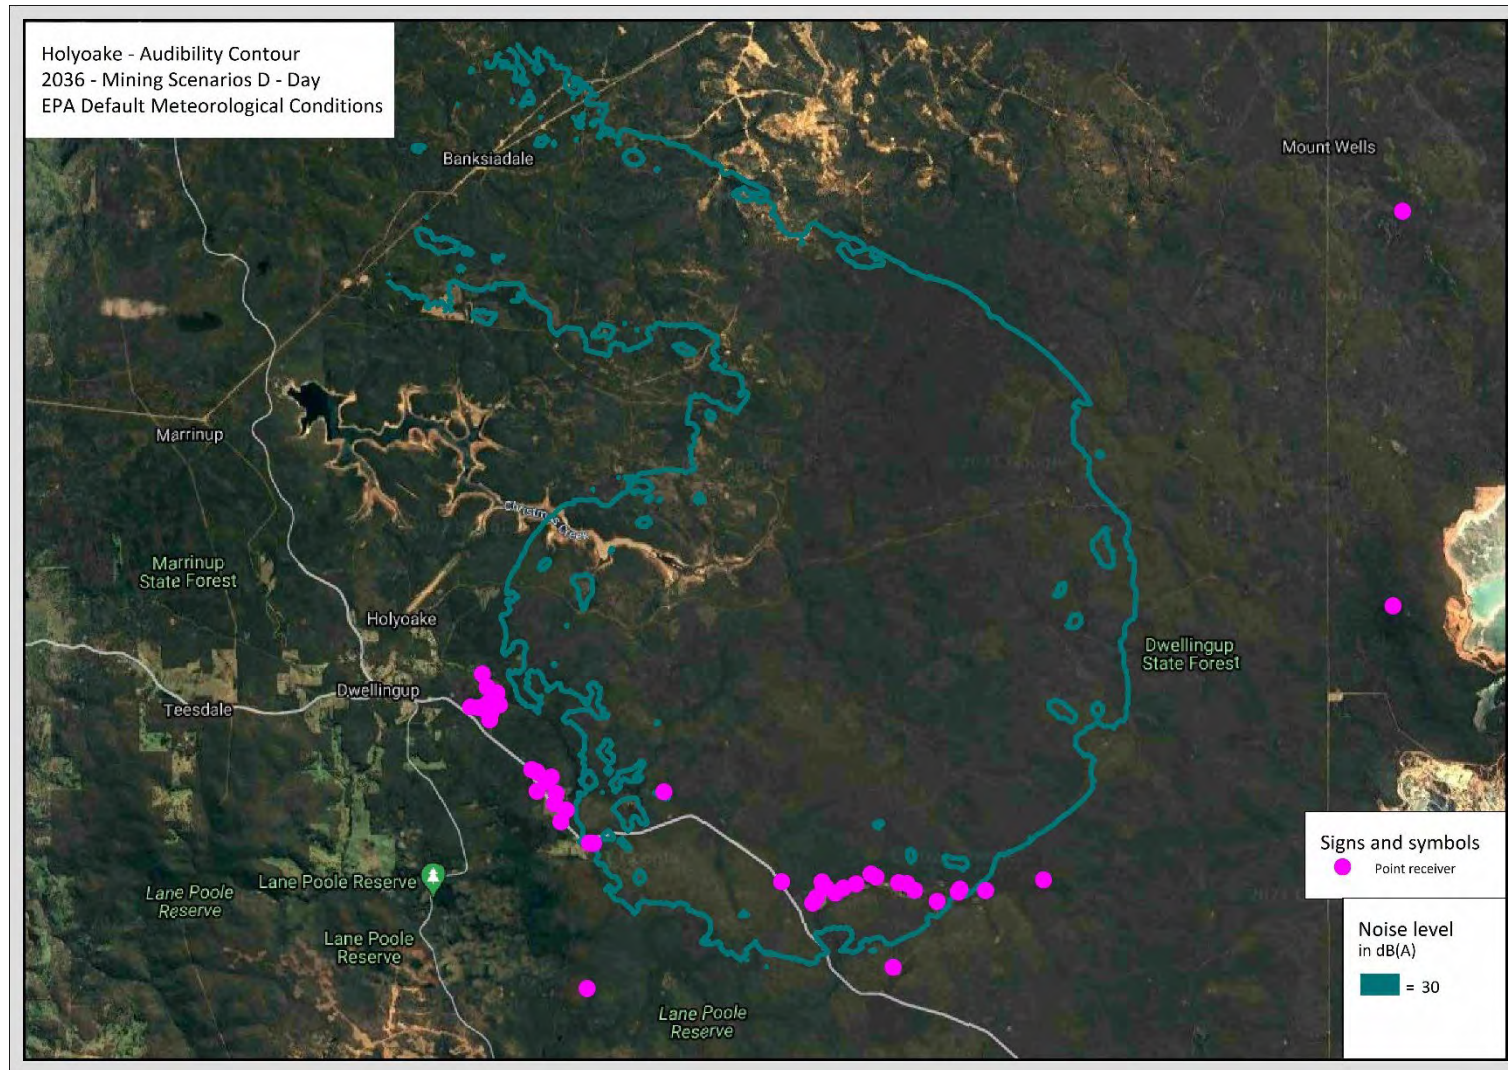 Holyoake - Audibility Contour
2036 - Mining Scenarios D - Day
EPA Default Meteorological Conditions
Banksiadale
Mount Wells
Marrinup
Christmas Creek
Marrinup
State Forest
Holyoake
Dwellingup
State Forest
Dwellingup
Teesdale
Signs and symbols
Point receiver
Lane Poole Reserve
Lane Poole
Reserve
Lane Poole
Reserve
Noise level
in dB(A)
= 30
Lane Poole
Reserve